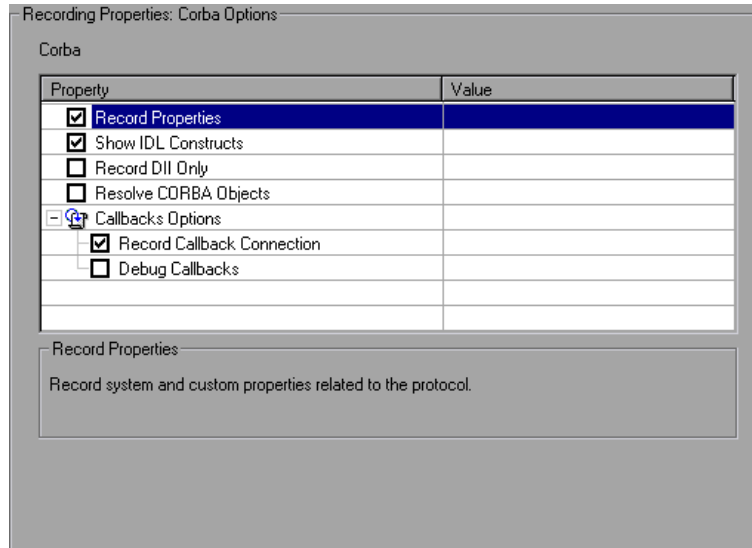 Recording Properties: Corba Options
Corba
Property Value
Record Properties
Show IDL Constructs
Record DII Only
Resolve CORBA Objects
Callbacks Options
Record Callback Connection
Debug Callbacks
Record Properties
Record system and custom properties related to the protocol.